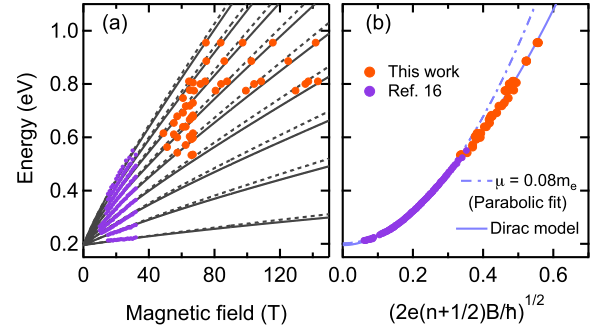 (a)
(b)
1.0
0.8
0.6
0.4
0.2
Energy (eV)
0
40
80
120
Magnetic field (T)
This work
Ref. 16
μ = 0.08mₑ
(Parabolic fit)
Dirac model
0.0
0.2
0.4
0.6
(2e(n+1/2)B/ħ)^1/2